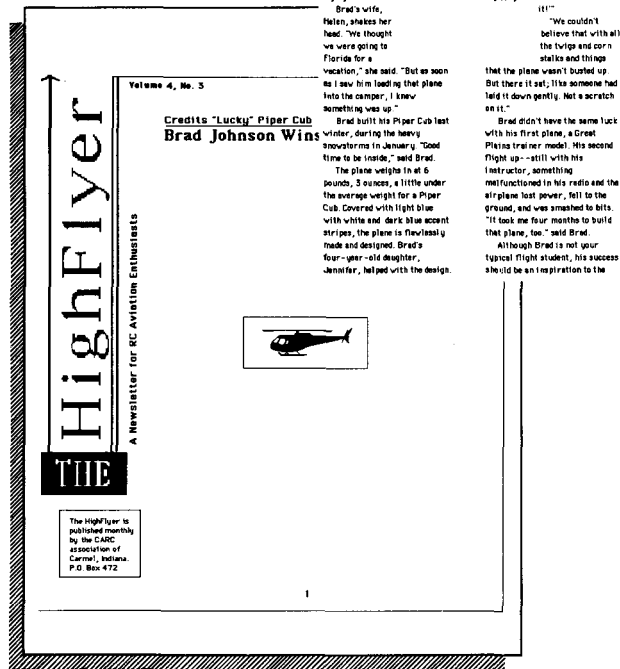 Brad's wife,
Helen, shakes her
head. "We thought
we were going to
Florida for a
vacation," she said. "But as soon
as I saw him loading that plane
into the camper, I knew
something was up."
Brad built his Piper Cub last
winter, during the heavy
snowstorms in January. "Good
time to be inside," said Brad.
The plane weighs in at 6
pounds, 3 ounces, a little under
the average weight for a Piper
Cub. Covered with light blue
with white and dark blue accent
stripes, the plane is flawlessly
made and designed. Brad's
four-year-old daughter,
Jennifer, helped with the design.
it!'"
"We couldn't
believe that with all
the twigs and corn
stalks and things
that the plane wasn't busted up.
But there it sat; like someone had
laid it down gently. Not a scratch
on it."
Brad didn't have the same luck
with his first plane, a Great
Plains trainer model. His second
flight up--still with his
instructor, something
malfunctioned in his radio and the
airplane lost power, fell to the
ground, and was smashed to bits.
"It took me four months to build
that plane, too." said Brad.
Although Brad is not your
typical flight student, his success
should be an inspiration to the
Volume 4, No. 3
Credits "Lucky" Piper Cub
Brad Johnson Wins
THE HighFlyer
A Newsletter for RC Aviation Enthusiasts
The HighFlyer is
published monthly
by the CARC
association of
Carmel, Indiana.
P.O. Box 472
1